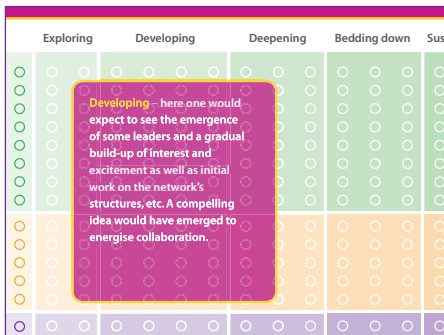 Exploring Developing Deepening Bedding down Sus
Developing – here one would
expect to see the emergence
of some leaders and a gradual
build-up of interest and
excitement as well as initial
work on the network's
structures, etc. A compelling
idea would have emerged to
energise collaboration.